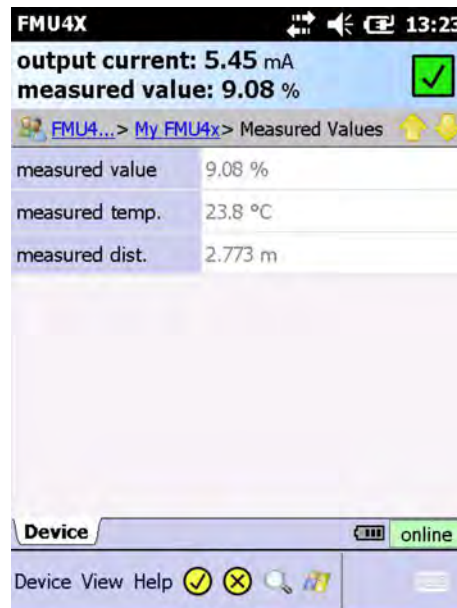 FMU4X 13:23
output current: 5.45 mA
measured value: 9.08 %
FMU4...> My FMU4x> Measured Values
measured value 9.08 %
measured temp. 23.8 °C
measured dist. 2.773 m
Device online
Device View Help